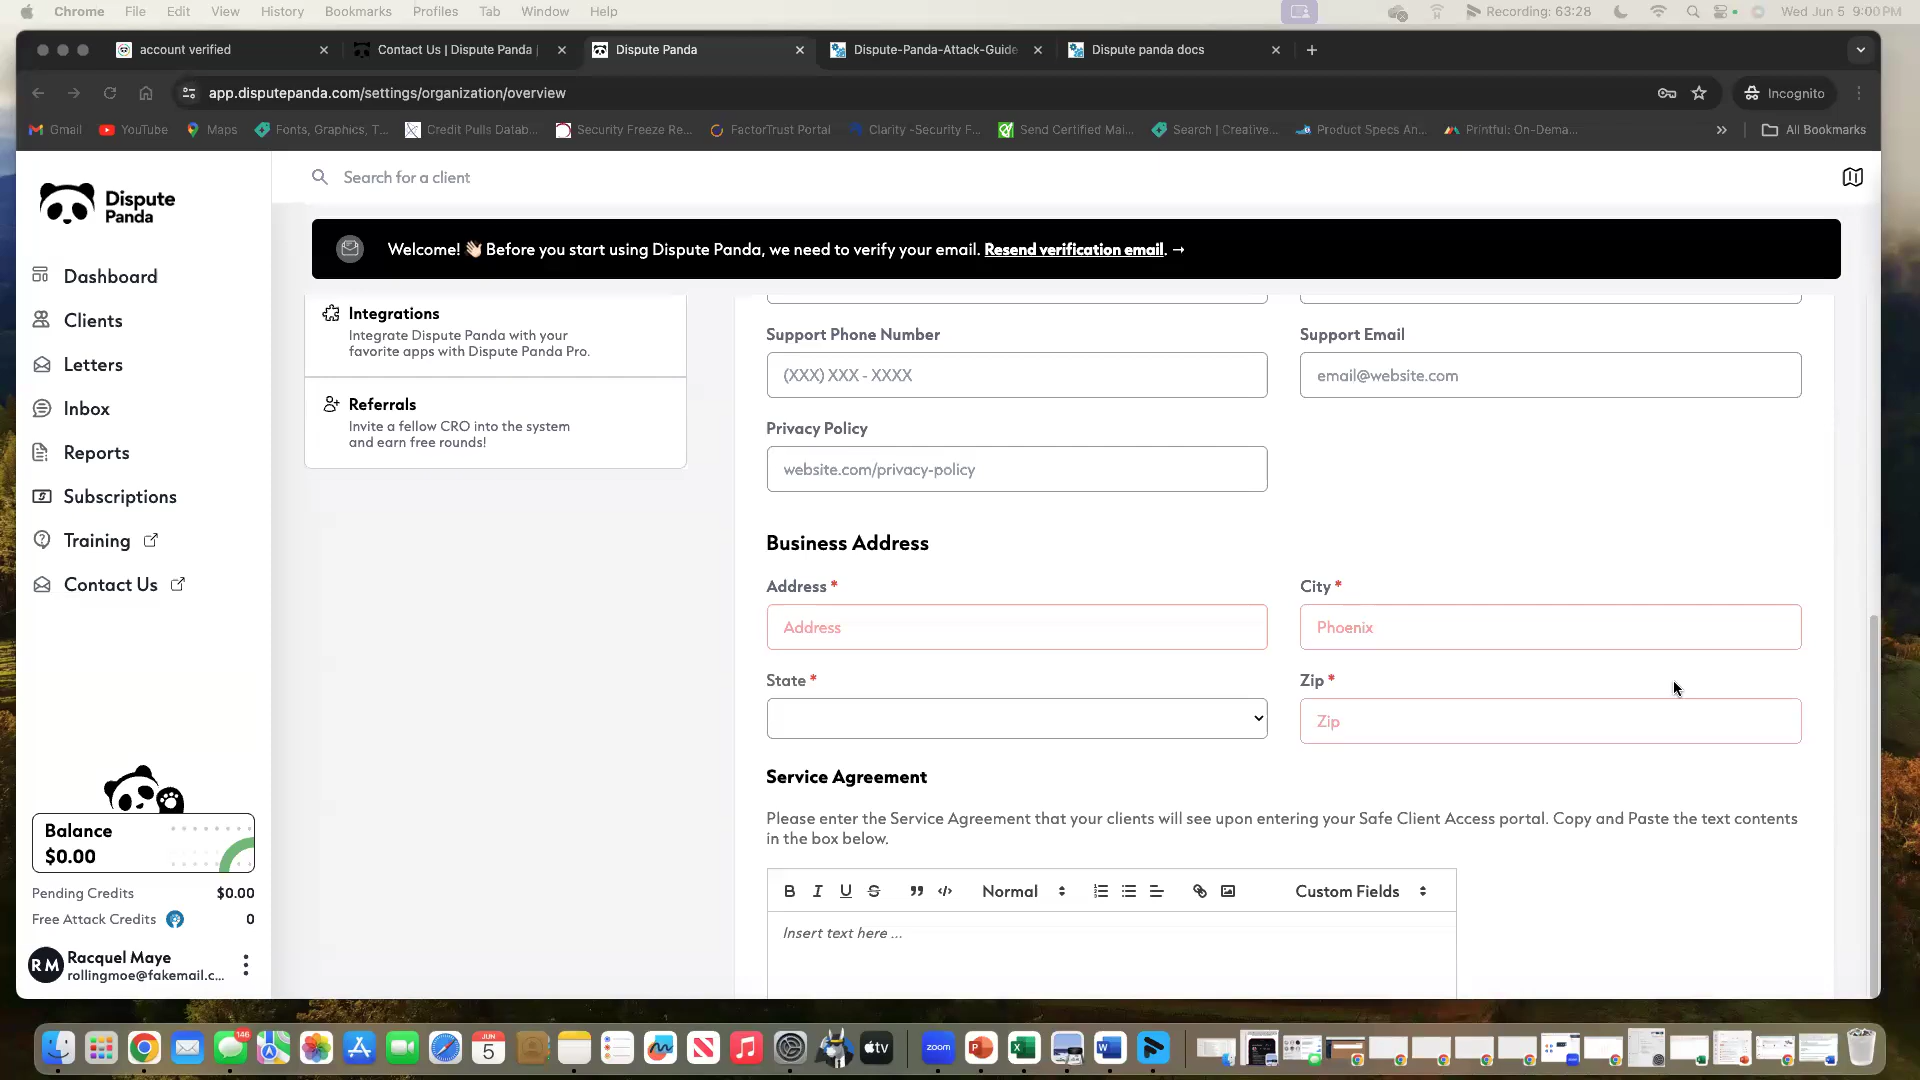 Chrome File Edit View History Bookmarks Profiles Tab Window Help
Recording: 63:28
Wed Jun 5 9:00 PM
account verified
Contact Us | Dispute Panda |
Dispute Panda
Dispute-Panda-Attack-Guide
Dispute panda docs
app.disputepanda.com/settings/organization/overview
Incognito
Gmail
YouTube
Maps
Fonts, Graphics, T...
Credit Pulls Datab...
Security Freeze Re...
FactorTrust Portal
Clarity -Security F...
Send Certified Mai...
Search | Creative...
Product Specs An...
Printful: On-Dema...
All Bookmarks
Dispute
Panda
Search for a client
Welcome! 👋🏻 Before you start using Dispute Panda, we need to verify your email. Resend verification email. →
Dashboard
Clients
Letters
Inbox
Reports
Subscriptions
Training
Contact Us
Integrations
Integrate Dispute Panda with your
favorite apps with Dispute Panda Pro.
Referrals
Invite a fellow CRO into the system
and earn free rounds!
Support Phone Number
(XXX) XXX - XXXX
Support Email
email@website.com
Privacy Policy
website.com/privacy-policy
Business Address
Address *
Address
City *
Phoenix
State *
Zip *
Zip
Service Agreement
Please enter the Service Agreement that your clients will see upon entering your Safe Client Access portal. Copy and Paste the text contents
in the box below.
B I U S
Normal
Custom Fields
Insert text here ...
Balance
$0.00
Pending Credits $0.00
Free Attack Credits 0
RM
Racquel Maye
rollingmoe@fakemail.c...
146
JUN
5
tv
zoom